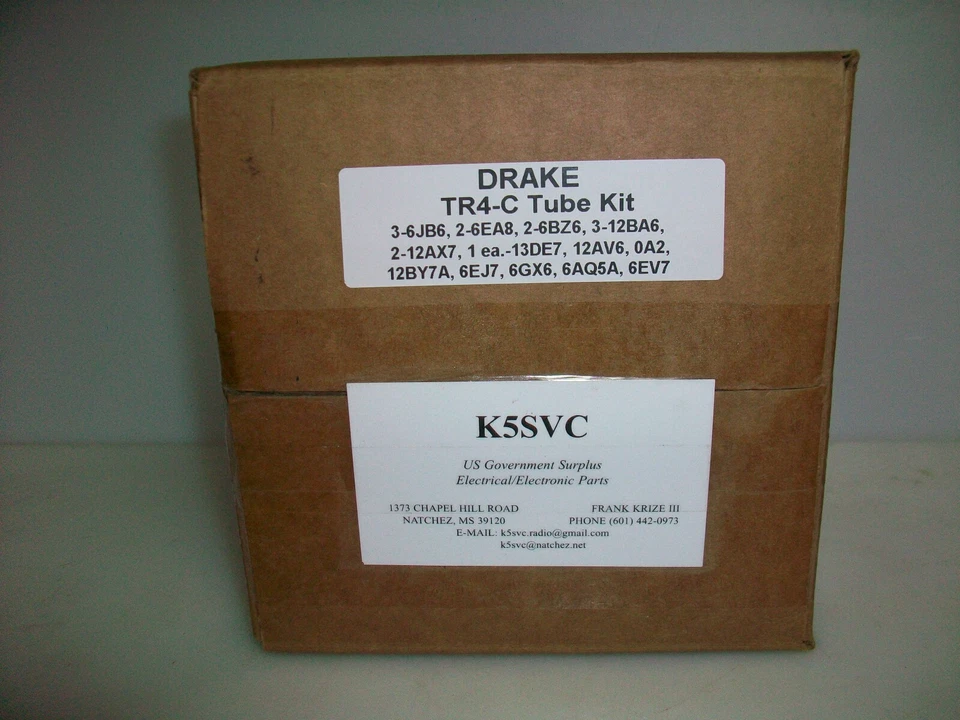 DRAKE
TR4-C Tube Kit
3-6JB6, 2-6EA8, 2-6BZ6, 3-12BA6,
2-12AX7, 1 ea.-13DE7, 12AV6, 0A2,
12BY7A, 6EJ7, 6GX6, 6AQ5A, 6EV7
K5SVC
US Government Surplus
Electrical/Electronic Parts
1373 CHAPEL HILL ROAD FRANK KRIZE III
NATCHEZ, MS 39120 PHONE (601) 442-0973
E-MAIL: k5svc.radio@gmail.com
k5svc@natchez.net